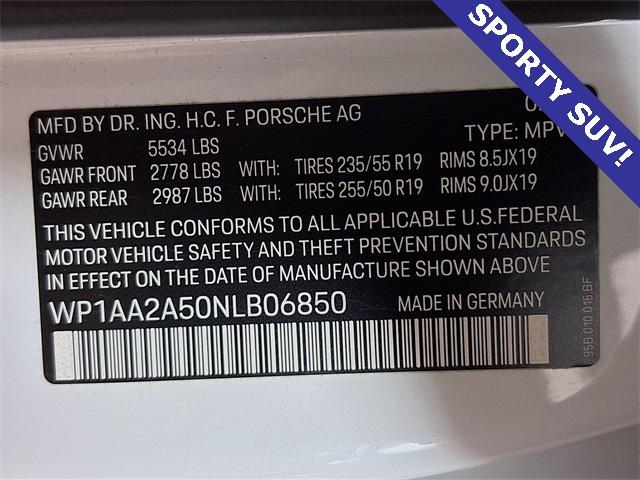 SPORTY SUV!
MFD BY DR. ING. H.C. F. PORSCHE AG
GVWR 5534 LBS TYPE: MPV
GAWR FRONT 2778 LBS WITH: TIRES 235/55 R19 RIMS 8.5JX19
GAWR REAR 2987 LBS WITH: TIRES 255/50 R19 RIMS 9.0JX19
THIS VEHICLE CONFORMS TO ALL APPLICABLE U.S.FEDERAL
MOTOR VEHICLE SAFETY AND THEFT PREVENTION STANDARDS
IN EFFECT ON THE DATE OF MANUFACTURE SHOWN ABOVE
WP1AA2A50NLB06850 MADE IN GERMANY
95B.010.016 BF